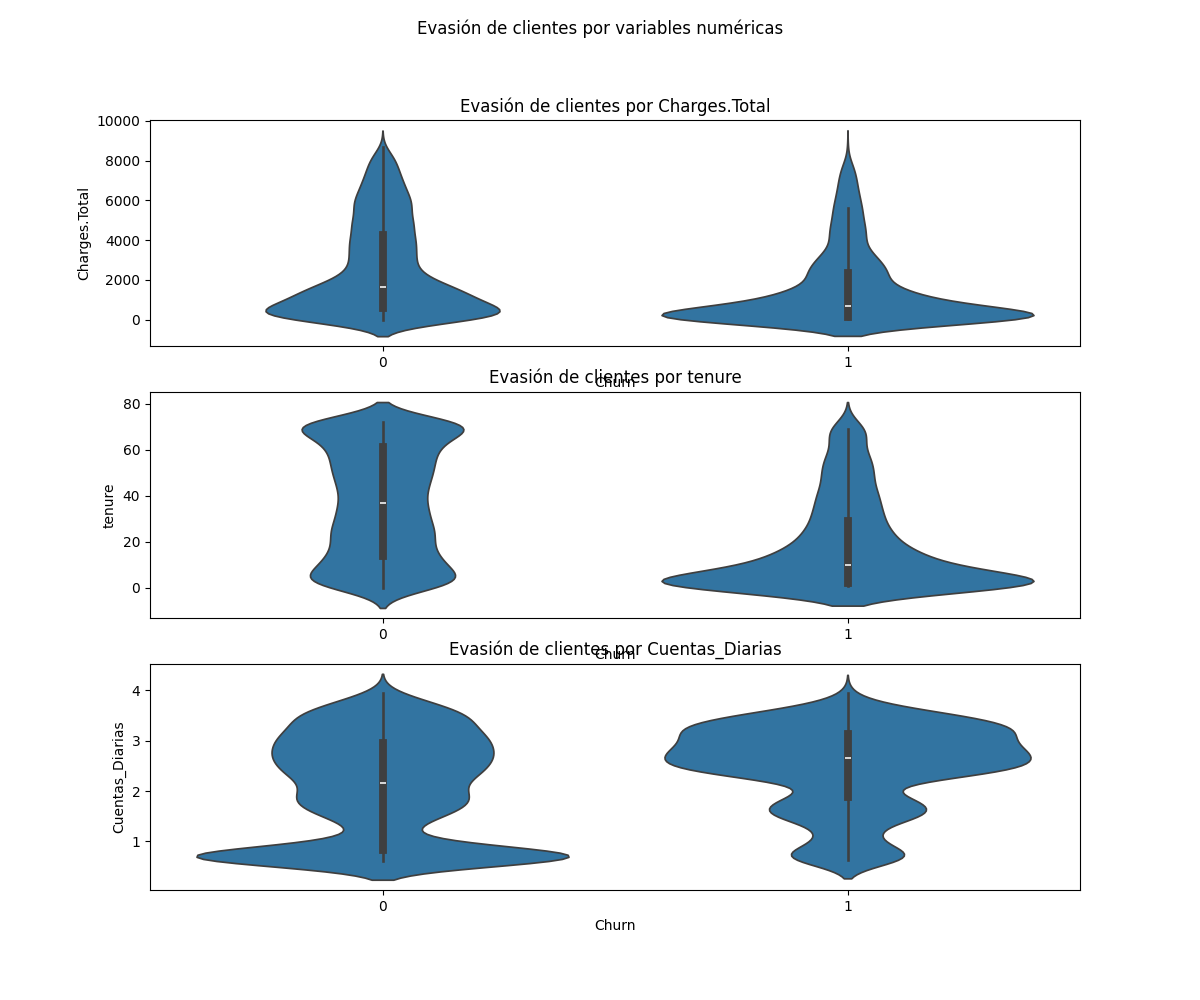 Evasión de clientes por variables numéricas
Evasión de clientes por Charges.Total
10000
8000
6000
4000
2000
0
Charges.Total
0 1
Churn
Evasión de clientes por tenure
80
60
40
20
0
tenure
0 1
Churn
Evasión de clientes por Cuentas_Diarias
4
3
2
1
Cuentas_Diarias
0 1
Churn